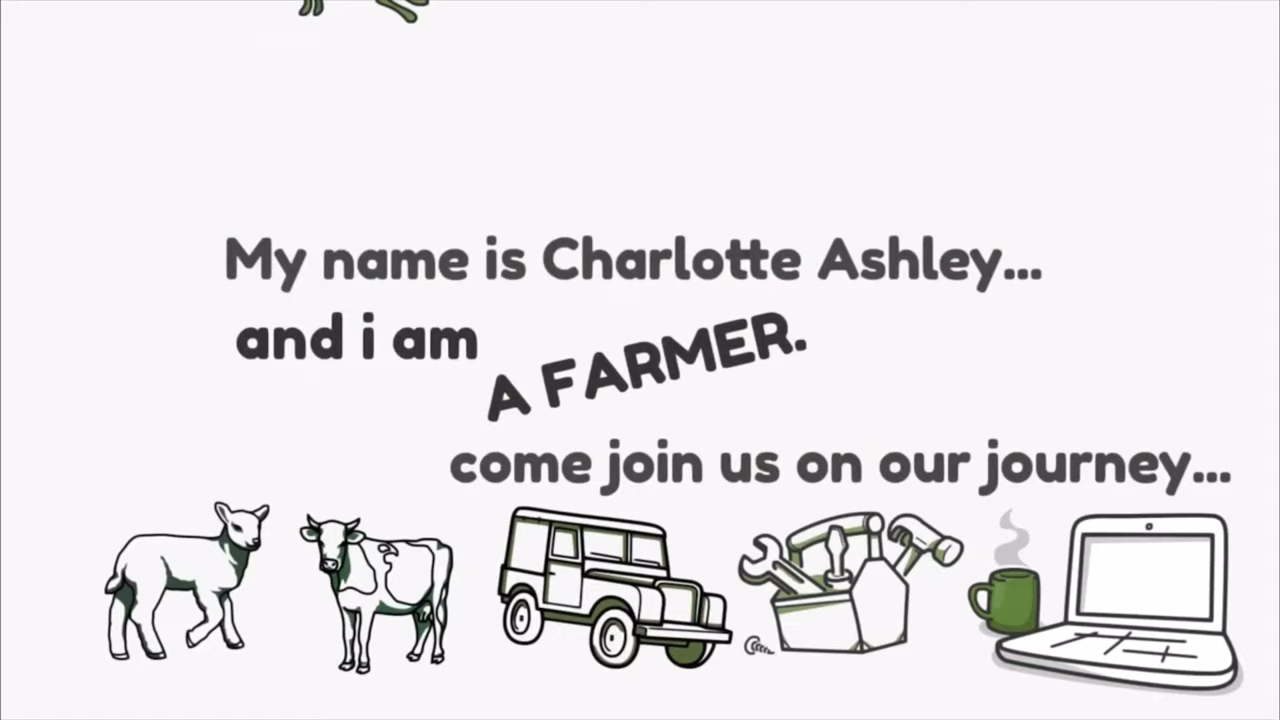 My name is Charlotte Ashley...
and i am
A FARMER.
come join us on our journey...